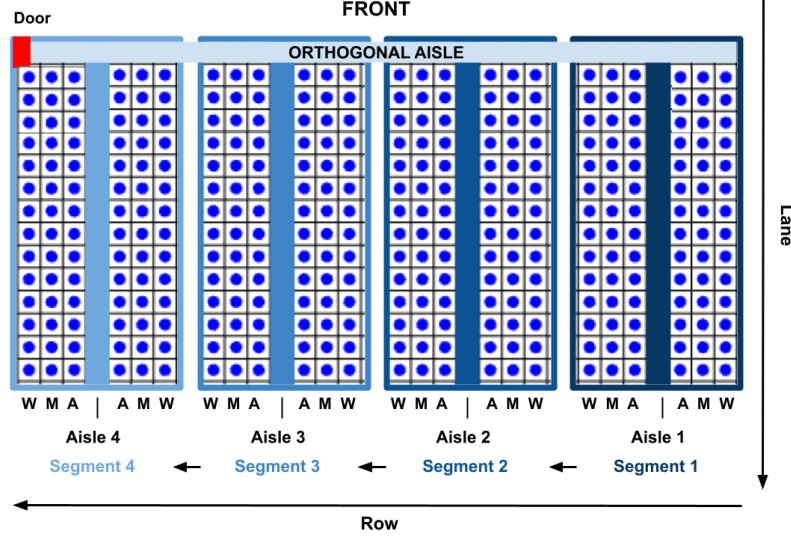 FRONT
Door
ORTHOGONAL AISLE
Lane
W M A | A M W W M A | A M W W M A | A M W W M A | A M W
Aisle 4 Aisle 3 Aisle 2 Aisle 1
Segment 4 Segment 3 Segment 2 Segment 1
Row